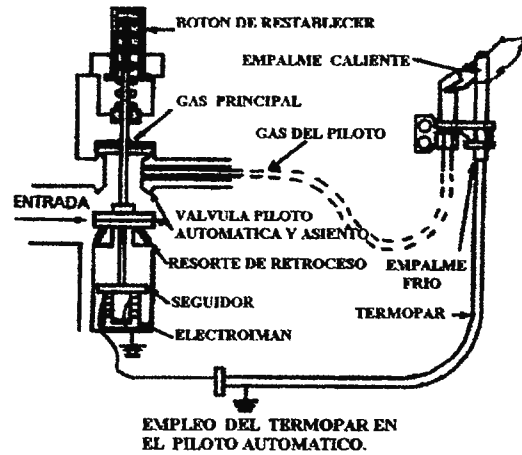 BOTON DE RESTABLECER
EMPALME CALIENTE
GAS PRINCIPAL
GAS DEL PILOTO
ENTRADA
VALVULA PILOTO
AUTOMATICA Y ASIENTO
RESORTE DE RETROCESO
EMPALME
FRIO
SEGUIDOR
TERMOPAR
ELECTROIMAN
EMPLEO DEL TERMOPAR EN
EL PILOTO AUTOMATICO.